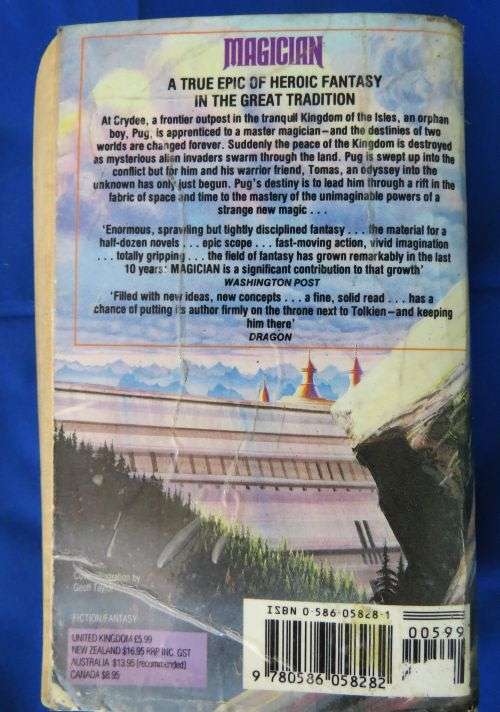 MAGICIAN
A TRUE EPIC OF HEROIC FANTASY
IN THE GREAT TRADITION
At Crydee, a frontier outpost in the tranquil Kingdom of the Isles, an orphan
boy, Pug, is apprenticed to a master magician – and the destinies of two
worlds are changed forever. Suddenly the peace of the Kingdom is destroyed
as mysterious alien invaders swarm through the land. Pug is swept up into the
conflict but for him and his warrior friend, Tomas, an odyssey into the
unknown has only just begun. Pug's destiny is to lead him through a rift in the
fabric of space and time to the mastery of the unimaginable powers of a
strange new magic . . .
'Enormous, sprawling but tightly disciplined fantasy . . . the material for a
half-dozen novels . . . epic scope . . . fast-moving action, vivid imagination
. . . totally gripping . . . the field of fantasy has grown remarkably in the last
10 years: MAGICIAN is a significant contribution to that growth'
WASHINGTON POST
'Filled with new ideas, new concepts . . . a fine, solid read . . . has a
chance of putting its author firmly on the throne next to Tolkien – and keeping
him there'
DRAGON
by
Geoff
FICTION/FANTASY
UNITED KINGDOM £5.99
NEW ZEALAND $16.95 RRP INC. GST
AUSTRALIA $13.95 (recommended)
CANADA $8.95
ISBN 0-586-05828-1
00599
9 780586 058282